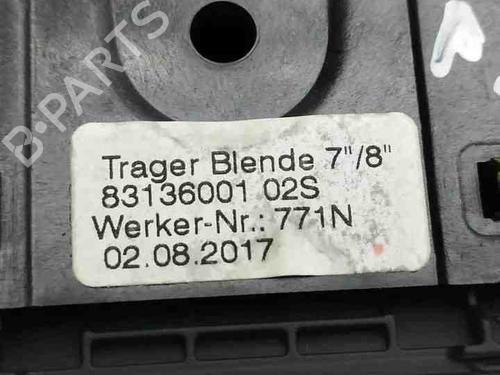 B-PARTS
Trager Blende 7"/8"
83136001 02S
Werker-Nr.: 771N
02.08.2017